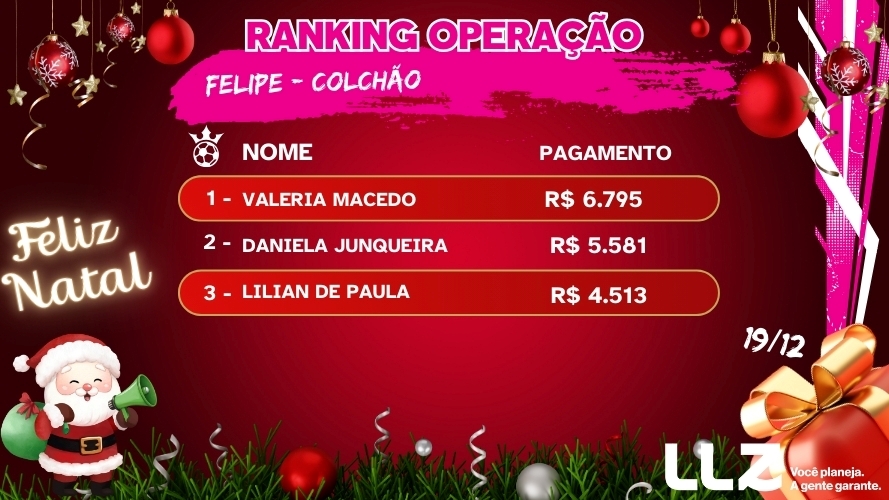 RANKING OPERAÇÃO
FELIPE - COLCHÃO
NOME PAGAMENTO
1 - VALERIA MACEDO R$ 6.795
2 - DANIELA JUNQUEIRA R$ 5.581
3 - LILIAN DE PAULA R$ 4.513
Feliz
Natal
19/12
LLZ
Você planeja.
A gente garante.